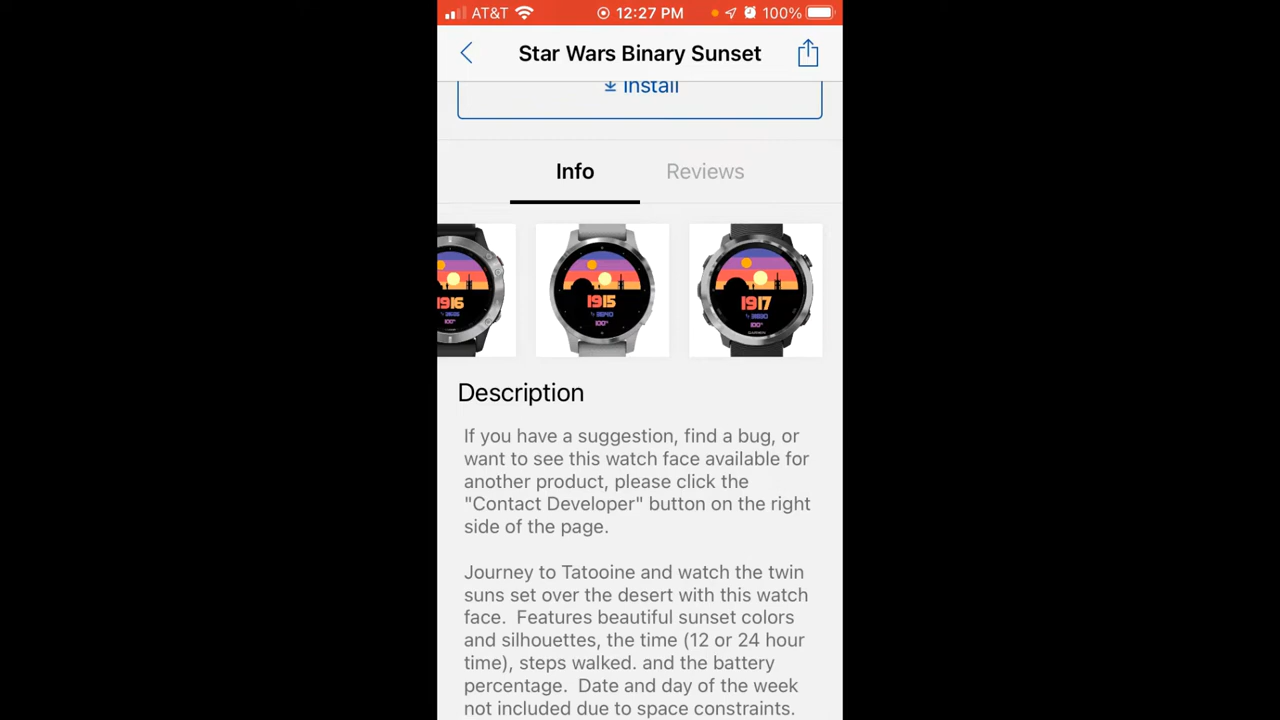 AT&T 12:27 PM 100%
Star Wars Binary Sunset
Install
Info Reviews
1916 1915 1917
100% 100%
GARMIN
Description
If you have a suggestion, find a bug, or
want to see this watch face available for
another product, please click the
"Contact Developer" button on the right
side of the page.
Journey to Tatooine and watch the twin
suns set over the desert with this watch
face.  Features beautiful sunset colors
and silhouettes, the time (12 or 24 hour
time), steps walked. and the battery
percentage.  Date and day of the week
not included due to space constraints.